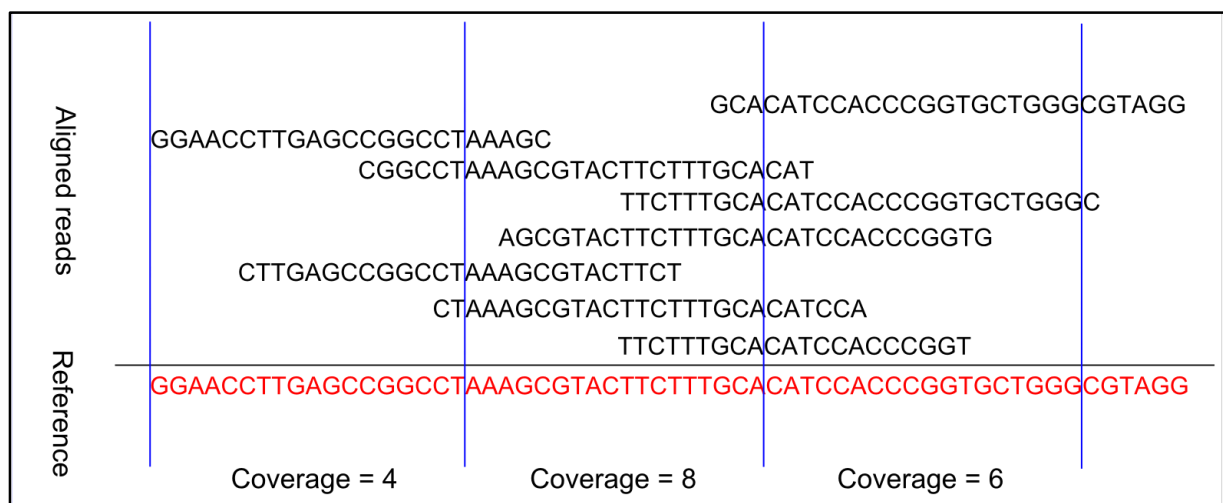 Aligned reads
GCACATCCACCCGGTGCTGGGCGTAGG
GGAACCTTGAGCCGGCCTAAAGC
CGGCCTAAAGCGTACTTCTTTGCACAT
TTCTTTGCACATCCACCCGGTGCTGGGC
AGCGTACTTCTTTGCACATCCACCCGGTG
CTTGAGCCGGCCTAAAGCGTACTTCT
CTAAAGCGTACTTCTTTGCACATCCA
TTCTTTGCACATCCACCCGGT
Reference
GGAACCTTGAGCCGGCCTAAAGCGTACTTCTTTGCACATCCACCCGGTGCTGGGCGTAGG
Coverage = 4
Coverage = 8
Coverage = 6